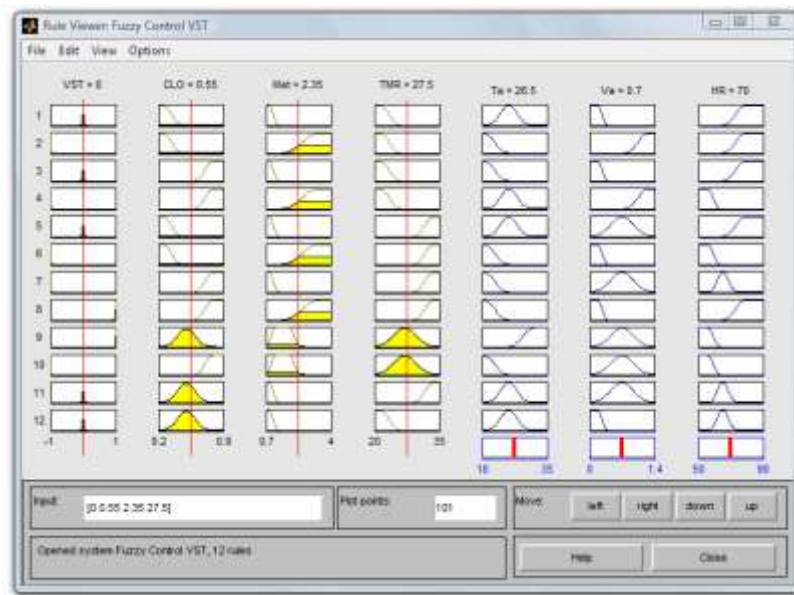 Rule Viewer: Fuzzy Control VST
File Edit View Options
VST = 0 CLO = 0.55 Met = 2.35 TMR = 27.5 Ta = 26.5 Va = 0.7 HR = 70
1
2
3
4
5
6
7
8
9
10
11
12
-1 1 0.2 0.9 0.7 4 20 35
18 35 0 1.4 50 90
Input: [0 0.55 2.35 27.5] Plot points: 101 Move: left right down up
Opened system Fuzzy Control VST, 12 rules Help Close